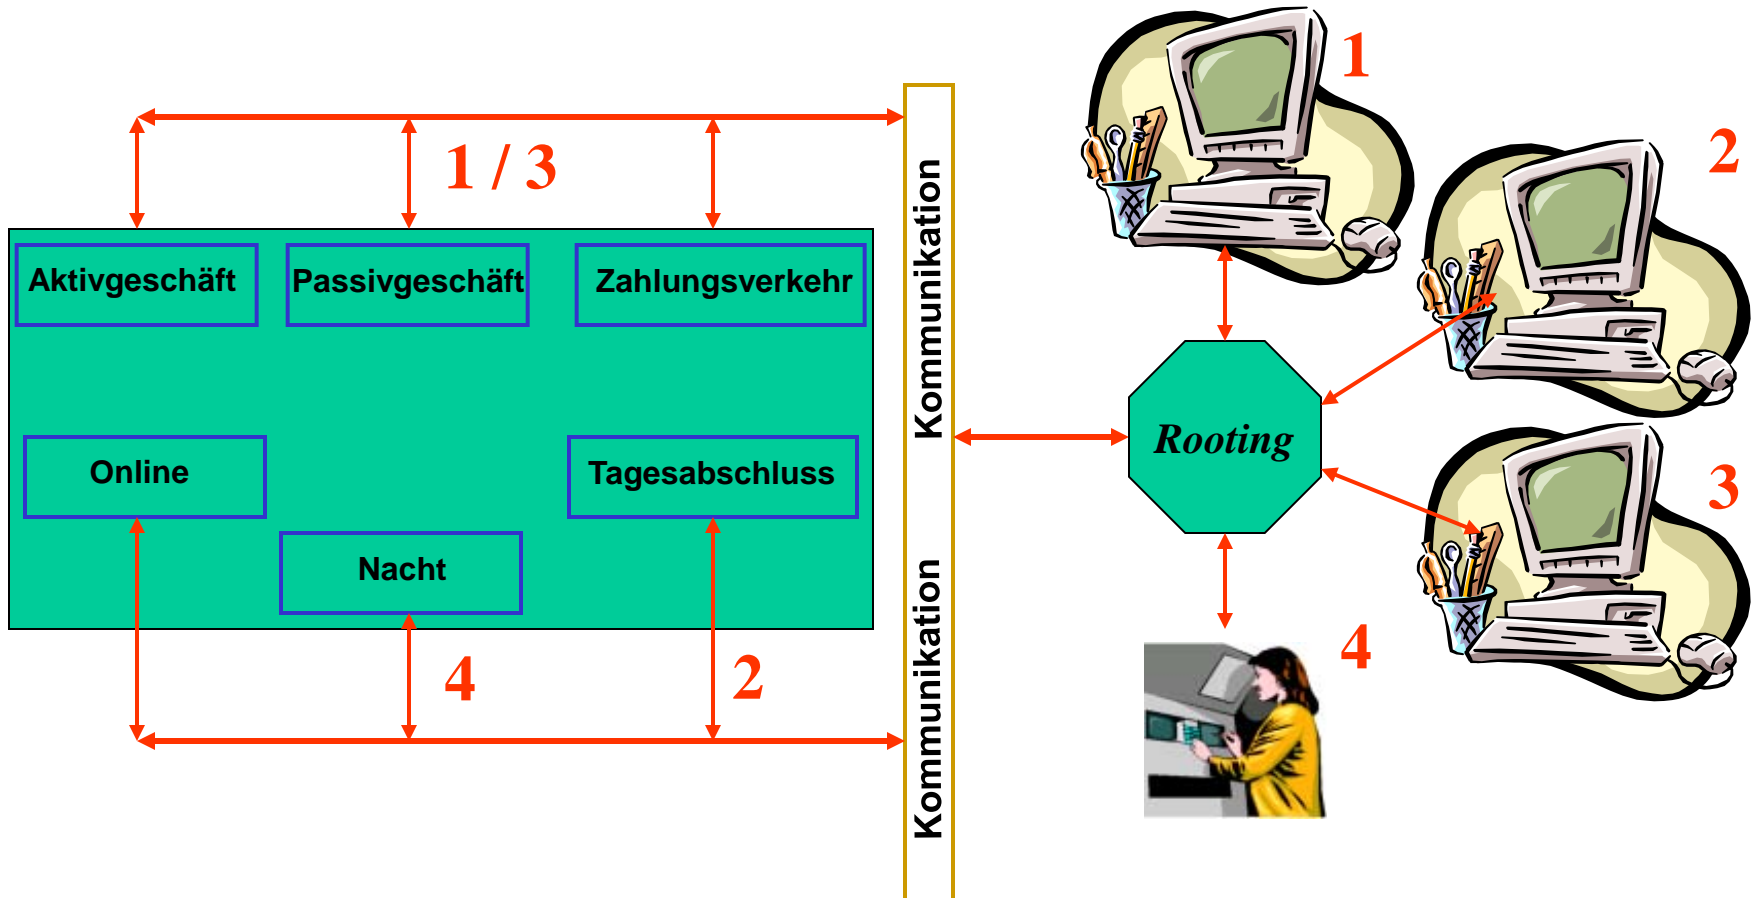 1
1 / 3
2
Aktivgeschäft
Passivgeschäft
Zahlungsverkehr
Kommunikation
Rooting
Online
Tagesabschluss
3
Nacht
4
2
4
Kommunikation